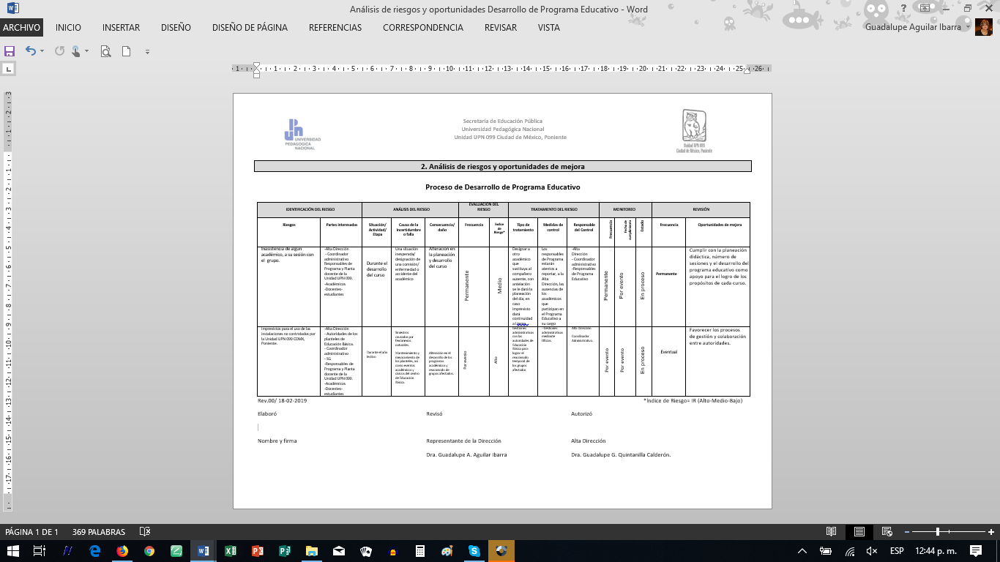 Análisis de riesgos y oportunidades Desarrollo de Programa Educativo - Word
ARCHIVO INICIO INSERTAR DISEÑO DISEÑO DE PÁGINA REFERENCIAS CORRESPONDENCIA REVISAR VISTA
Guadalupe Aguilar Ibarra
UNIVERSIDAD
PEDAGOGICA
NACIONAL
Secretaría de Educación Pública
Universidad Pedagógica Nacional
Unidad UPN 099 Ciudad de México, Poniente
Unidad UPN 099
Ciudad de México, Poniente
2. Análisis de riesgos y oportunidades de mejora
Proceso de Desarrollo de Programa Educativo
IDENTIFICACIÓN DEL RIESGO
ANÁLISIS DEL RIESGO
EVALUACIÓN DEL
RIESGO
TRATAMIENTO DEL RIESGO
MONITOREO
REVISIÓN
Riesgos
Partes interesadas
Situación/
Actividad/
Etapa
Causa de la
Incertidumbre
o falla
Consecuencia/
daño
Frecuencia
Índice
de
Riesgo*
Tipo de
tratamiento
Medidas de
control
Responsable
del Control
Frecuencia
Fecha de
cumplimiento
Estado
Frecuencia
Oportunidades de mejora
Inasistencia de algún
académico, a su sesión con
el grupo.
-Alta Dirección
- Coordinador
administrativo
Responsables de
Programa y Planta
docente de la
Unidad UPN 099.
-Académicos
-Docentes-
estudiantes
Durante el
desarrollo
del curso
Una situación
inesperada/
designación de
una comisión/
enfermedad o
accidente del
académico
Alteración en
la planeación
y desarrollo
del curso
Permanente
Medio
Designar a
otro
académico
que
sustituya al
compañero
ausente, con
antelación
se le dará la
planeación
del día, en
caso
imprevisto
dará
continuidad
Los
responsables
de Programa
estarán
atentos a
reportar, a la
Alta
Dirección, las
ausencias de
los
académicos
que
participan en
el Programa
Educativo a
su cargo
-Alta
Dirección
- Coordinador
administrativo
-Responsables
de Programa
Educativo
Permanente
Por evento
En proceso
Permanente
Cumplir con la planeación
didáctica, número de
sesiones y el desarrollo del
programa educativo como
apoyo para el logro de los
propósitos de cada curso.
Imprevistos para el uso de las
instalaciones no controlados por
la Unidad UPN 099 CDMX,
Poniente.
-Alta Dirección
- Autoridades de los
planteles de
Educación Básica.
- Coordinador
administrativo
-SG
-Responsables de
Programa y Planta
docente de la
Unidad UPN 099.
-Académicos
-Docentes-
estudiantes
Durante el año
lectivo
Siniestros
causados por
fenómenos
naturales.
Mantenimiento y
mejoramiento de
los planteles, así
como eventos
académicos y
cívicos del centro
de Educación
Básica.
Alteración en el
desarrollo de los
programas
académicos y
reacomodo de
grupos afectados.
Por evento
Alto
Gestiones
administrativas
con las
autoridades de
Educación
Básica para
lograr el
reacomodo
temporal de
los grupos
afectados
- Gestiones
administrativas
mediante
Oficios
Alta Dirección
Coordinador
Administrativo
Por evento
Por evento
En proceso
Eventual
Favorecer los procesos
de gestión y colaboración
entre autoridades.
Rev.00/ 18-02-2019
*Índice de Riesgo= IR (Alto-Medio-Bajo)
Elaboró Revisó Autorizó
Nombre y firma Representante de la Dirección Alta Dirección
Dra. Guadalupe A. Aguilar Ibarra Dra. Guadalupe G. Quintanilla Calderón.
PÁGINA 1 DE 1 369 PALABRAS
ESP 12:44 p. m.